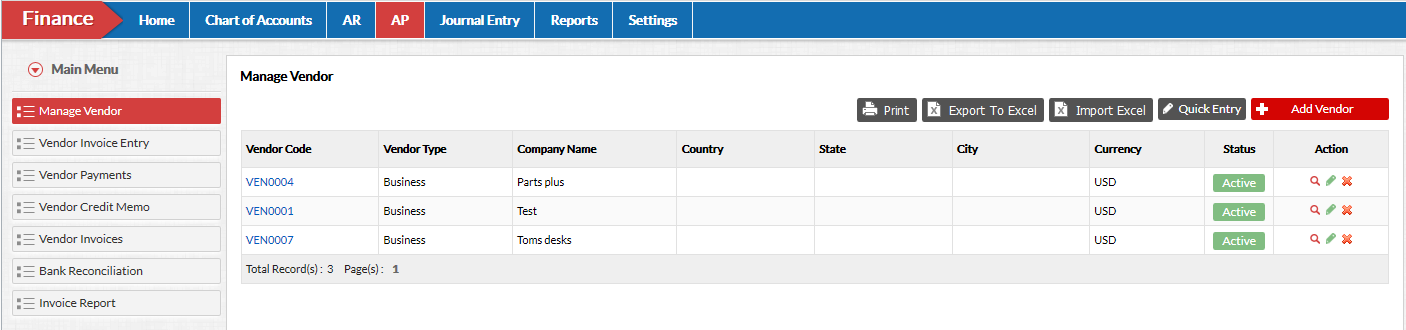 Finance Home Chart of Accounts AR AP Journal Entry Reports Settings
Main Menu
Manage Vendor
Vendor Invoice Entry
Vendor Payments
Vendor Credit Memo
Vendor Invoices
Bank Reconciliation
Invoice Report
Manage Vendor
Print Export To Excel Import Excel Quick Entry Add Vendor
Vendor Code Vendor Type Company Name Country State City Currency Status Action
VEN0004 Business Parts plus USD Active
VEN0001 Business Test USD Active
VEN0007 Business Toms desks USD Active
Total Record(s) : 3 Page(s) : 1